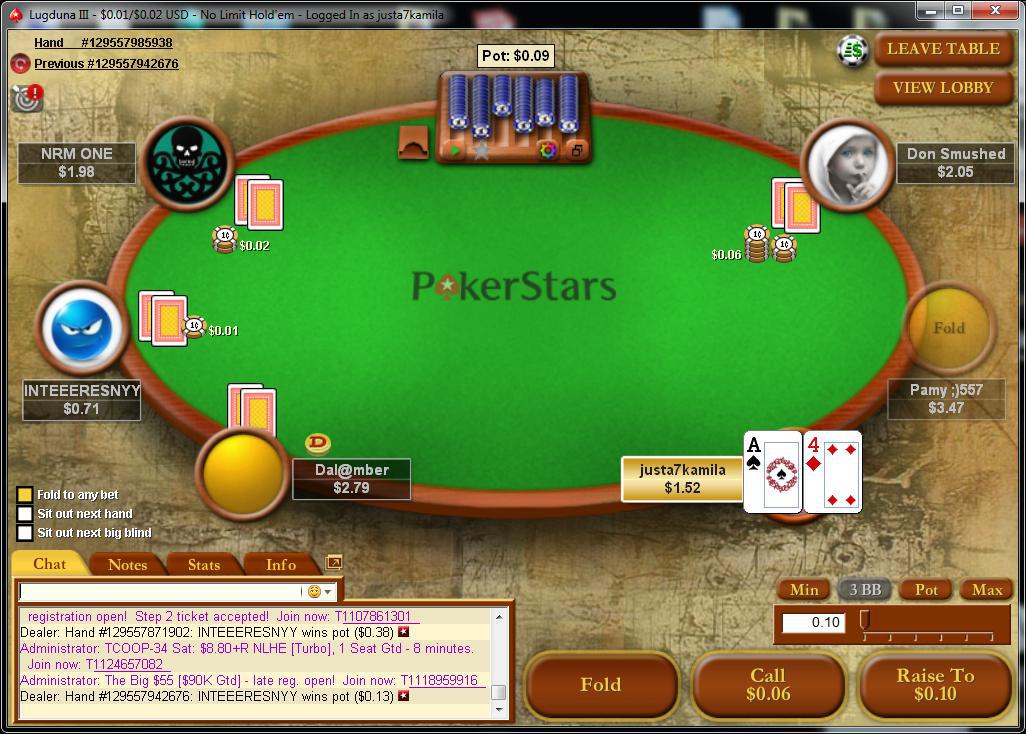 Lugduna III - $0.01/$0.02 USD - No Limit Hold'em - Logged In as justa7kamila
Hand #129557985938
Previous #129557942676
Pot: $0.09
LEAVE TABLE
VIEW LOBBY
NRM ONE
$1.98
Don Smushed
$2.05
1¢ $0.02
$0.06 1¢ 1¢
PokerStars
1¢ $0.01
Fold
INTEEERESNYY
$0.71
Pamy ;)557
$3.47
D
Dal@mber
$2.79
justa7kamila
$1.52
A
4
Fold to any bet
Sit out next hand
Sit out next big blind
Chat Notes Stats Info
registration open! Step 2 ticket accepted! Join now: T1107861301
Dealer: Hand #129557871902: INTEEERESNYY wins pot ($0.38)
Administrator: TCOOP-34 Sat: $8.80+R NLHE [Turbo], 1 Seat Gtd - 8 minutes.
Join now: T1124657082
Administrator: The Big $55 [$90K Gtd] - late reg. open! Join now: T1118959916
Dealer: Hand #129557942676: INTEEERESNYY wins pot ($0.13)
Min 3 BB Pot Max
0.10
Fold
Call
$0.06
Raise To
$0.10